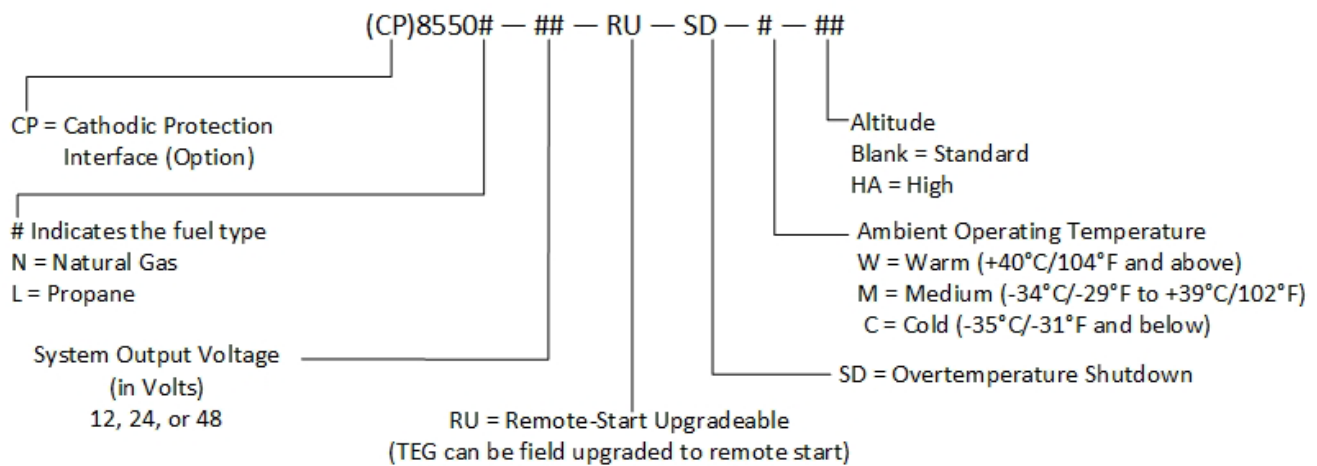 (CP)8550# — ## — RU — SD — # — ##
CP = Cathodic Protection
Interface (Option)
# Indicates the fuel type
N = Natural Gas
L = Propane
System Output Voltage
(in Volts)
12, 24, or 48
RU = Remote-Start Upgradeable
(TEG can be field upgraded to remote start)
SD = Overtemperature Shutdown
Ambient Operating Temperature
W = Warm (+40°C/104°F and above)
M = Medium (-34°C/-29°F to +39°C/102°F)
C = Cold (-35°C/-31°F and below)
Altitude
Blank = Standard
HA = High